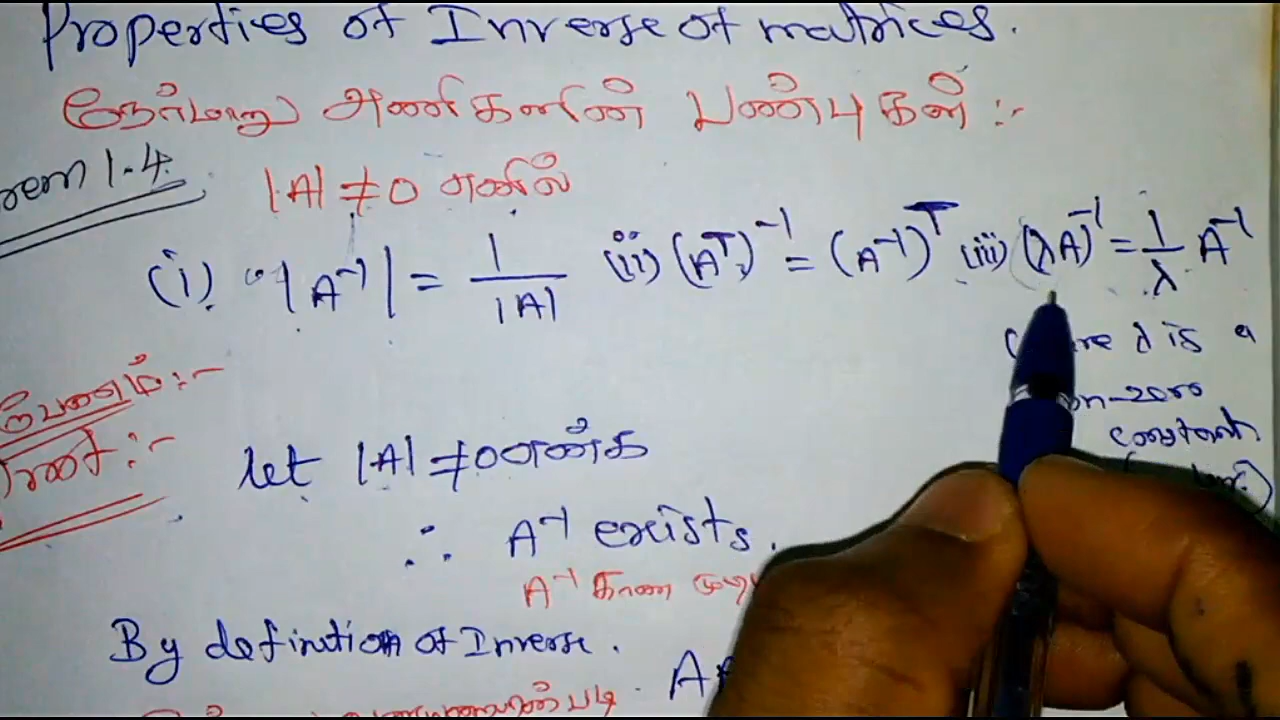 Properties of Inverse of matrices.
நேர்மாறு அணிகளின் பண்புகள் :-
rem 1.4. |A| ≠ 0 எனில்
(i) |A⁻¹| = 1/|A| (ii) (Aᵀ)⁻¹ = (A⁻¹)ᵀ (iii) (λA)⁻¹ = 1/λ A⁻¹
re λ is a
n-zero
constant.
Proof :- let |A| ≠ 0 என்க
∴ A⁻¹ exists.
A⁻¹ காண
By definition of Inverse. A